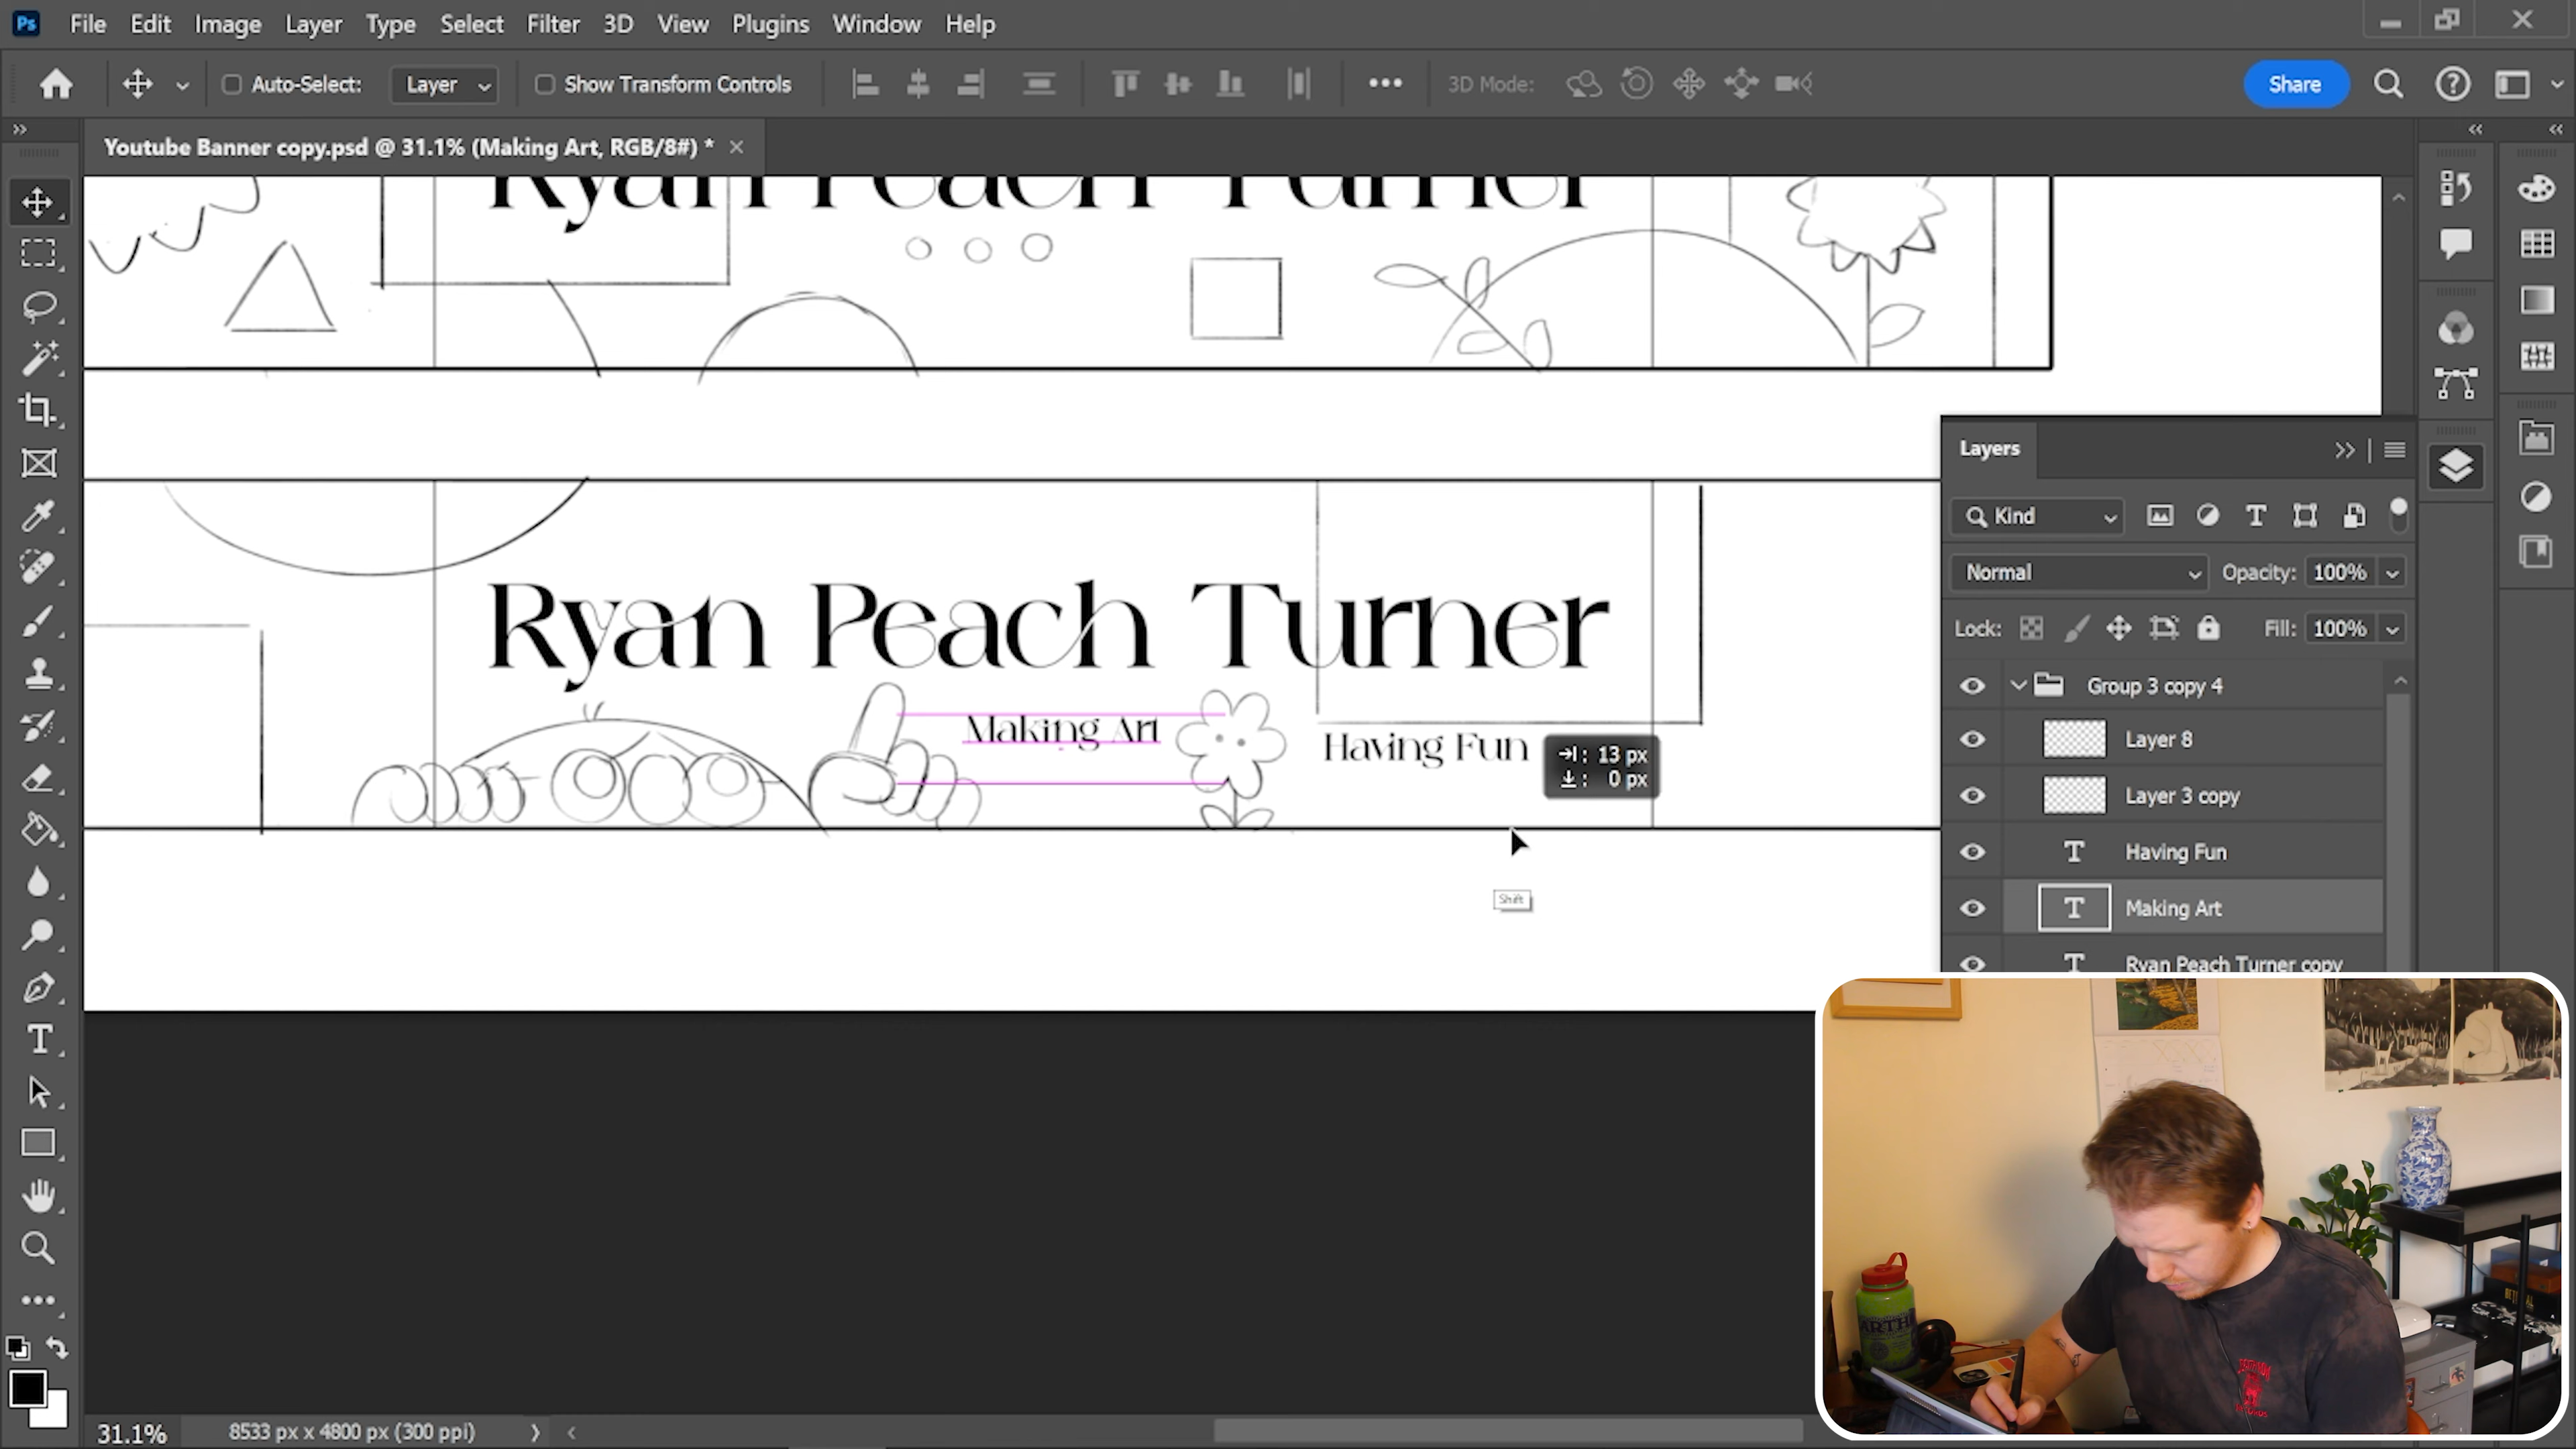 Ps File Edit Image Layer Type Select Filter 3D View Plugins Window Help
Auto-Select: Layer Show Transform Controls 3D Mode: Share
Youtube Banner copy.psd @ 31.1% (Making Art, RGB/8#) *
Ryan Peach Turner
Layers
Kind
Normal Opacity: 100%
Ryan Peach Turner
Lock: Fill: 100%
Group 3 copy 4
Making Art
Having Fun
13 px
0 px
Layer 8
Layer 3 copy
Having Fun
Shift
Making Art
Ryan Peach Turner copy
31.1% 8533 px x 4800 px (300 ppi)